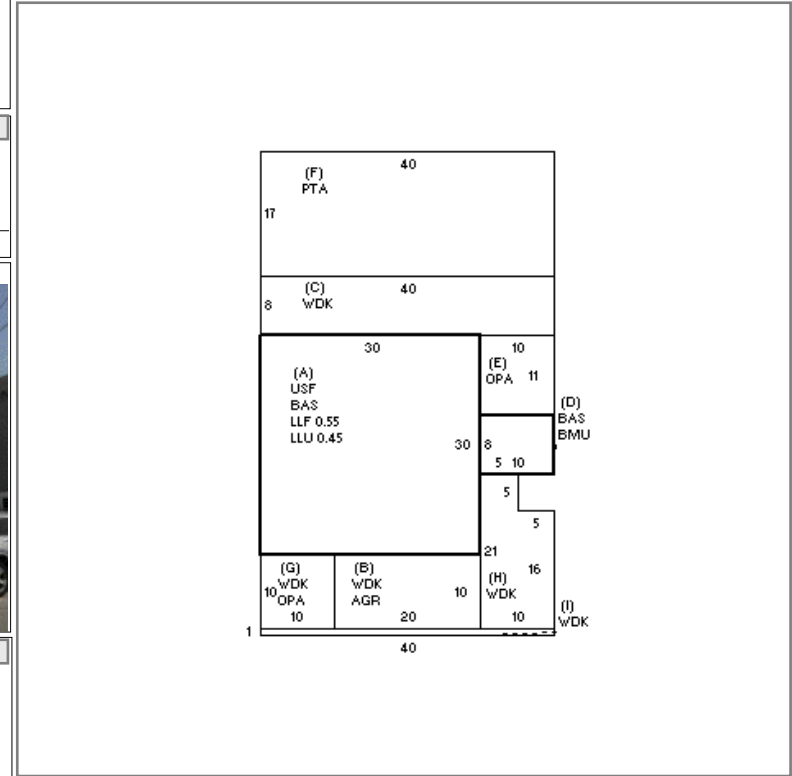 40
(F)
PTA
17
(C)
WDK
40
8
30
(A)
USF
BAS
LLF 0.55
LLU 0.45
30
10
(E)
OPA
11
(D)
BAS
BMU
8
5 10
5
5
21
16
(H)
WDK
10
(G)
WDK
10
OPA
10
(B)
WDK
AGR
10
20
(I)
WDK
1
40